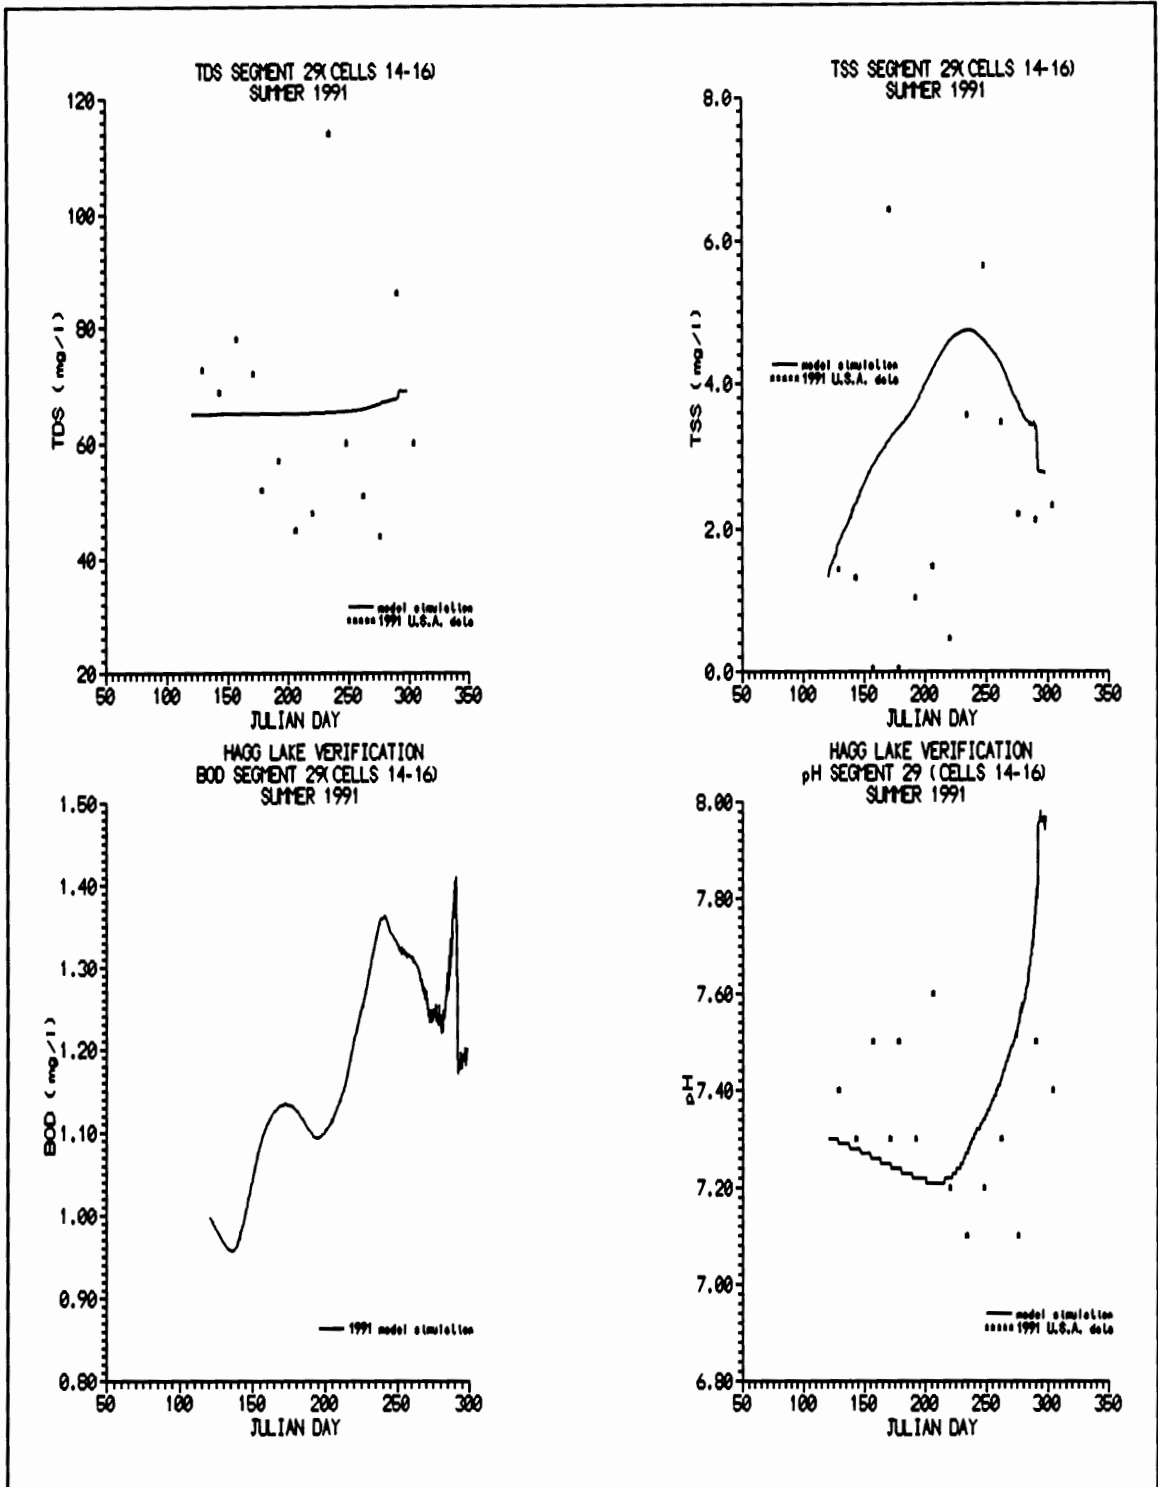 TDS SEGMENT 29(CELLS 14-16)
SUMMER 1991
120
100
80
60
40
20
TDS (mg/l)
model simulation
1991 U.S.A. data
50 100 150 200 250 300 350
JULIAN DAY
TSS SEGMENT 29(CELLS 14-16)
SUMMER 1991
8.0
6.0
4.0
2.0
0.0
TSS (mg/l)
model simulation
1991 U.S.A. data
50 100 150 200 250 300 350
JULIAN DAY
HAGG LAKE VERIFICATION
BOD SEGMENT 29(CELLS 14-16)
SUMMER 1991
1.50
1.40
1.30
1.20
1.10
1.00
0.90
0.80
BOD (mg/l)
1991 model simulation
50 100 150 200 250 300
JULIAN DAY
HAGG LAKE VERIFICATION
pH SEGMENT 29 (CELLS 14-16)
SUMMER 1991
8.00
7.80
7.60
7.40
7.20
7.00
6.80
pH
model simulation
1991 U.S.A. data
50 100 150 200 250 300 350
JULIAN DAY